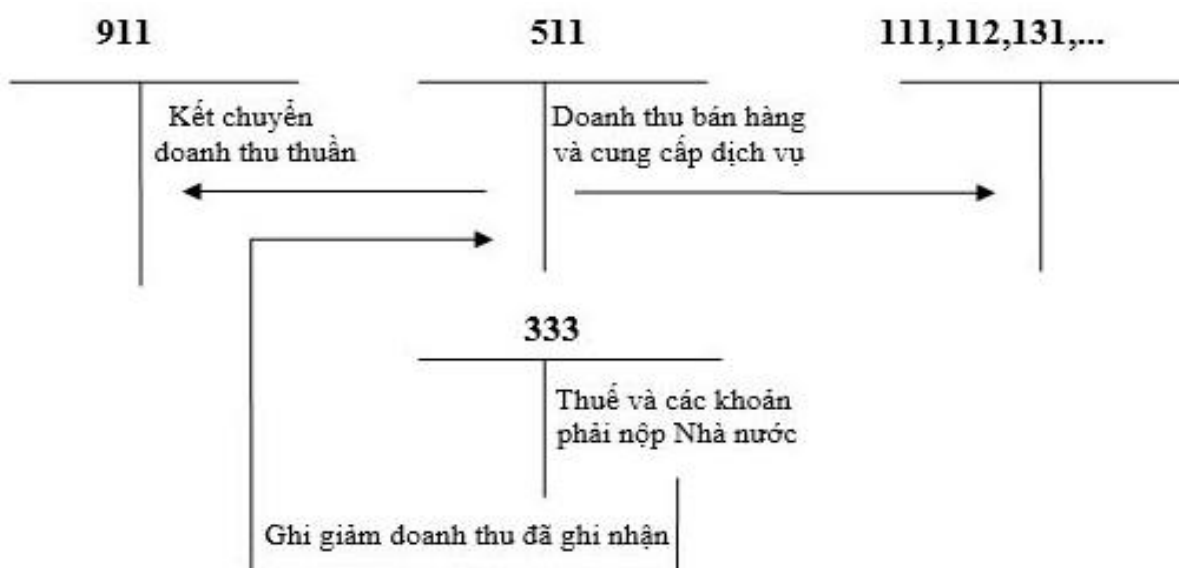 911
511
111,112,131,...
Kết chuyển
doanh thu thuần
Doanh thu bán hàng
và cung cấp dịch vụ
333
Thuế và các khoản
phải nộp Nhà nước
Ghi giảm doanh thu đã ghi nhận